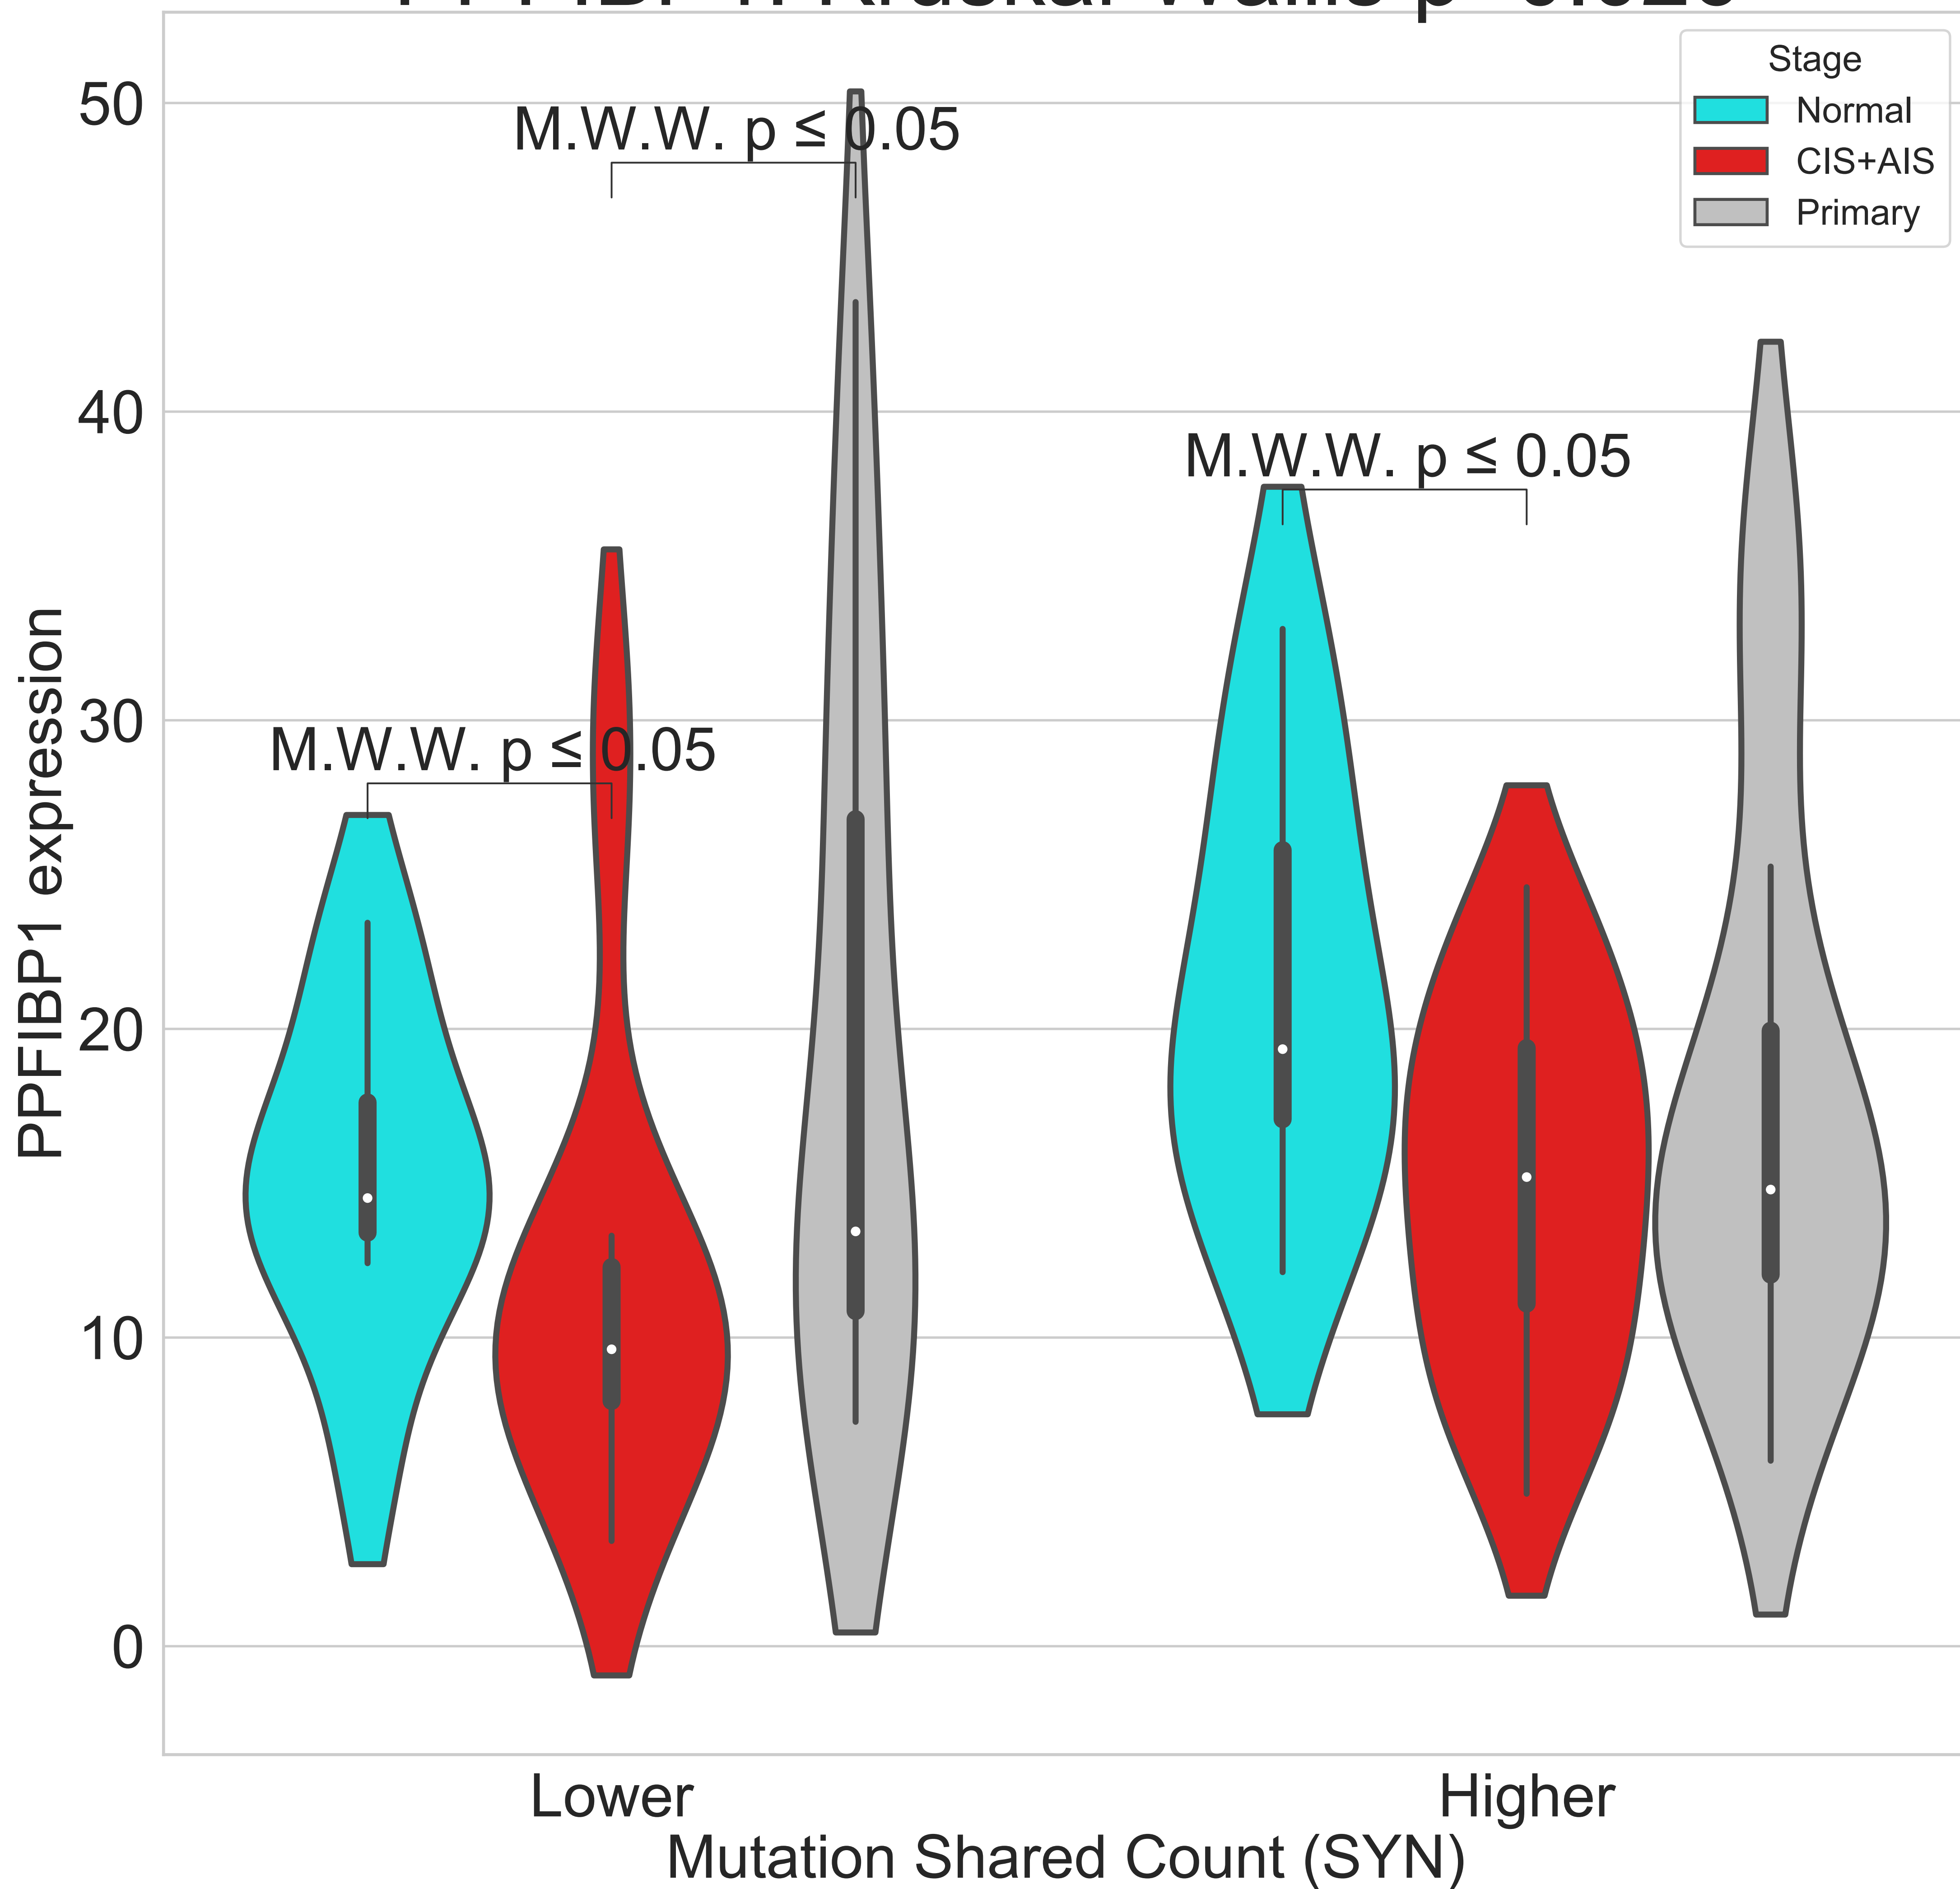 Stage
Normal
CIS+AIS
Primary
50
40
30
20
10
0
M.W.W. p ≤ 0.05
M.W.W. p ≤ 0.05
M.W.W. p ≤ 0.05
PPFIBP1 expression
Lower
Higher
Mutation Shared Count (SYN)